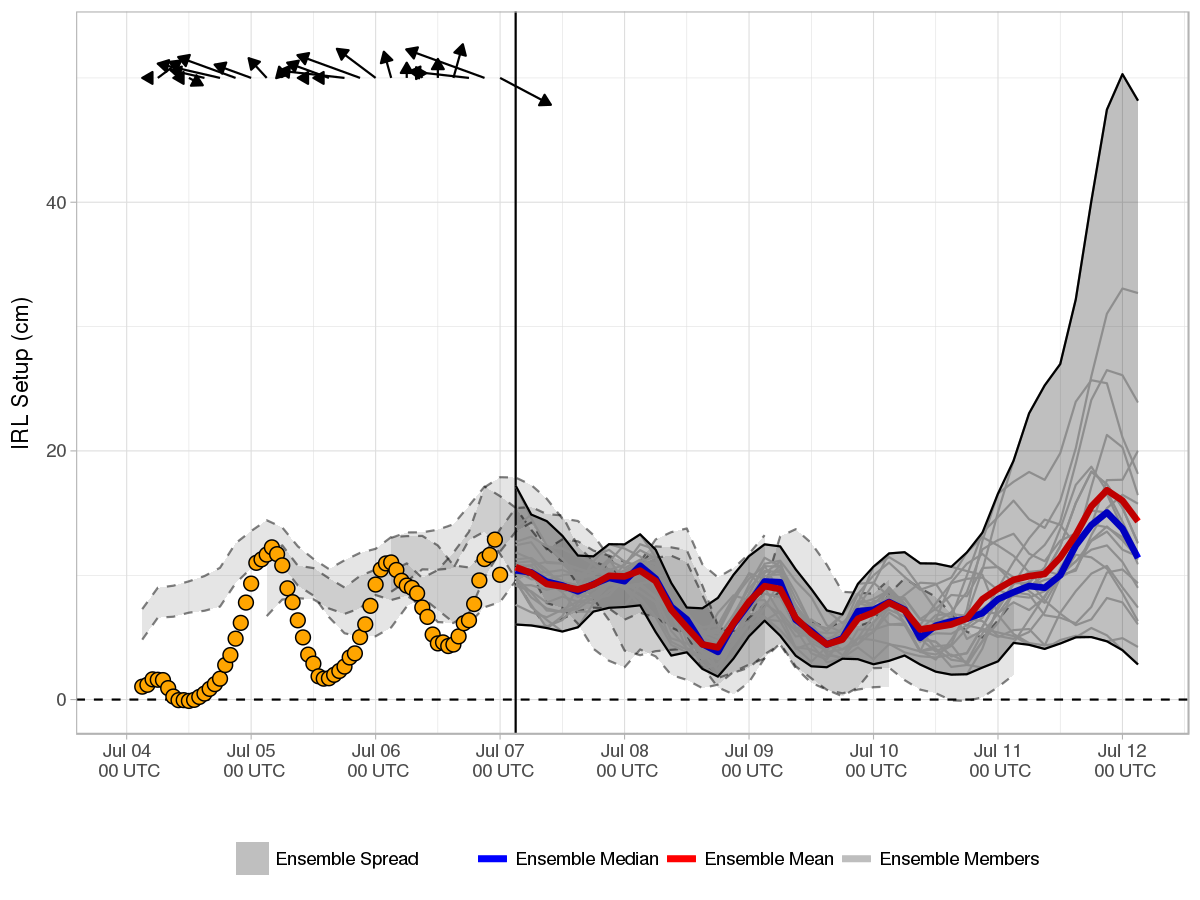 IRL Setup (cm)
40
20
0
Jul 04 Jul 05 Jul 06 Jul 07 Jul 08 Jul 09 Jul 10 Jul 11 Jul 12
00 UTC 00 UTC 00 UTC 00 UTC 00 UTC 00 UTC 00 UTC 00 UTC 00 UTC
Ensemble Spread Ensemble Median Ensemble Mean Ensemble Members